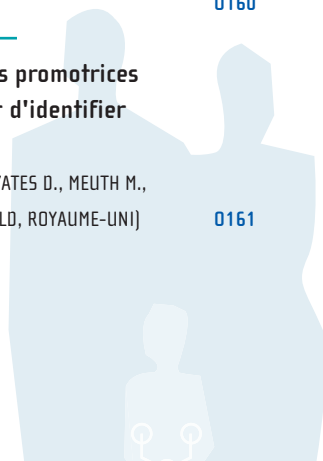 0160
s promotrices
r d'identifier
ATES D., MEUTH M.,
LD, ROYAUME-UNI) 0161